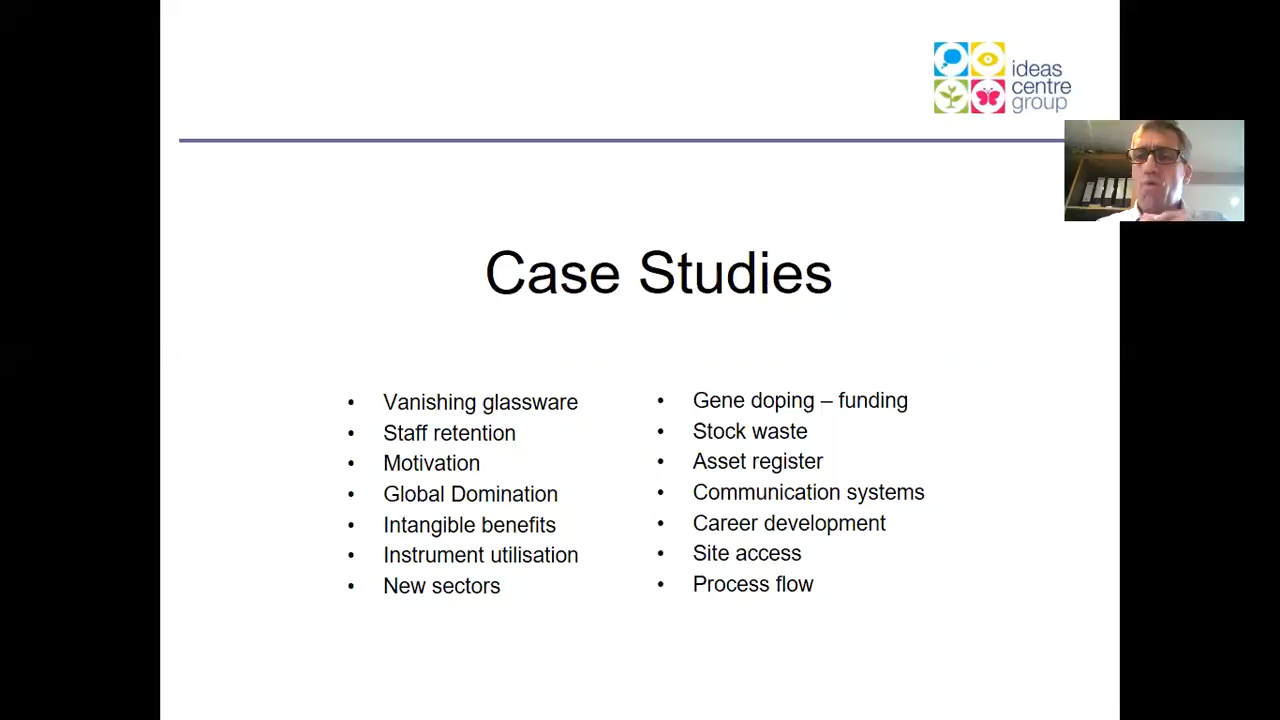 ideas
centre
group
Case Studies
• Vanishing glassware
• Staff retention
• Motivation
• Global Domination
• Intangible benefits
• Instrument utilisation
• New sectors
• Gene doping – funding
• Stock waste
• Asset register
• Communication systems
• Career development
• Site access
• Process flow